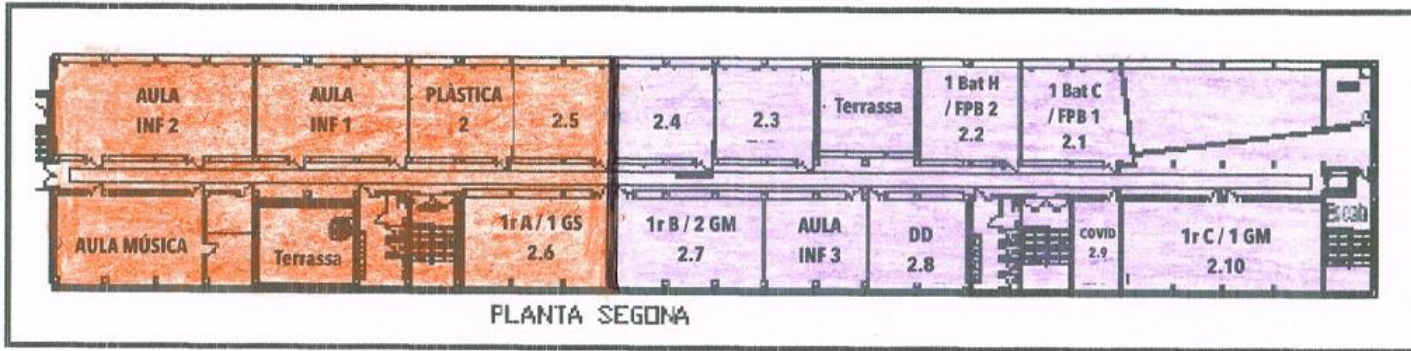 AULA
INF 2
AULA
INF 1
PLÀSTICA
2
2.5
2.4
2.3
Terrassa
1 Bat H
/ FPB 2
2.2
1 Bat C
/ FPB 1
2.1
AULA MÚSICA
Terrassa
1r A / 1 GS
2.6
1r B / 2 GM
2.7
AULA
INF 3
DD
2.8
COVID
2.9
1r C / 1 GM
2.10
PLANTA SEGONA